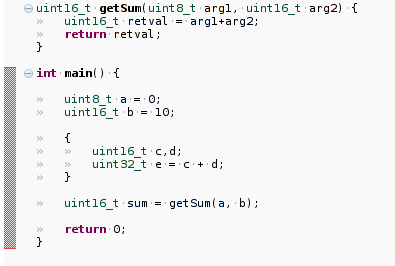 uint16_t getSum(uint8_t arg1, uint16_t arg2) {
uint16_t retval = arg1+arg2;
return retval;
}
int main() {
uint8_t a = 0;
uint16_t b = 10;
{
uint16_t c,d;
uint32_t e = c + d;
}
uint16_t sum = getSum(a, b);
return 0;
}